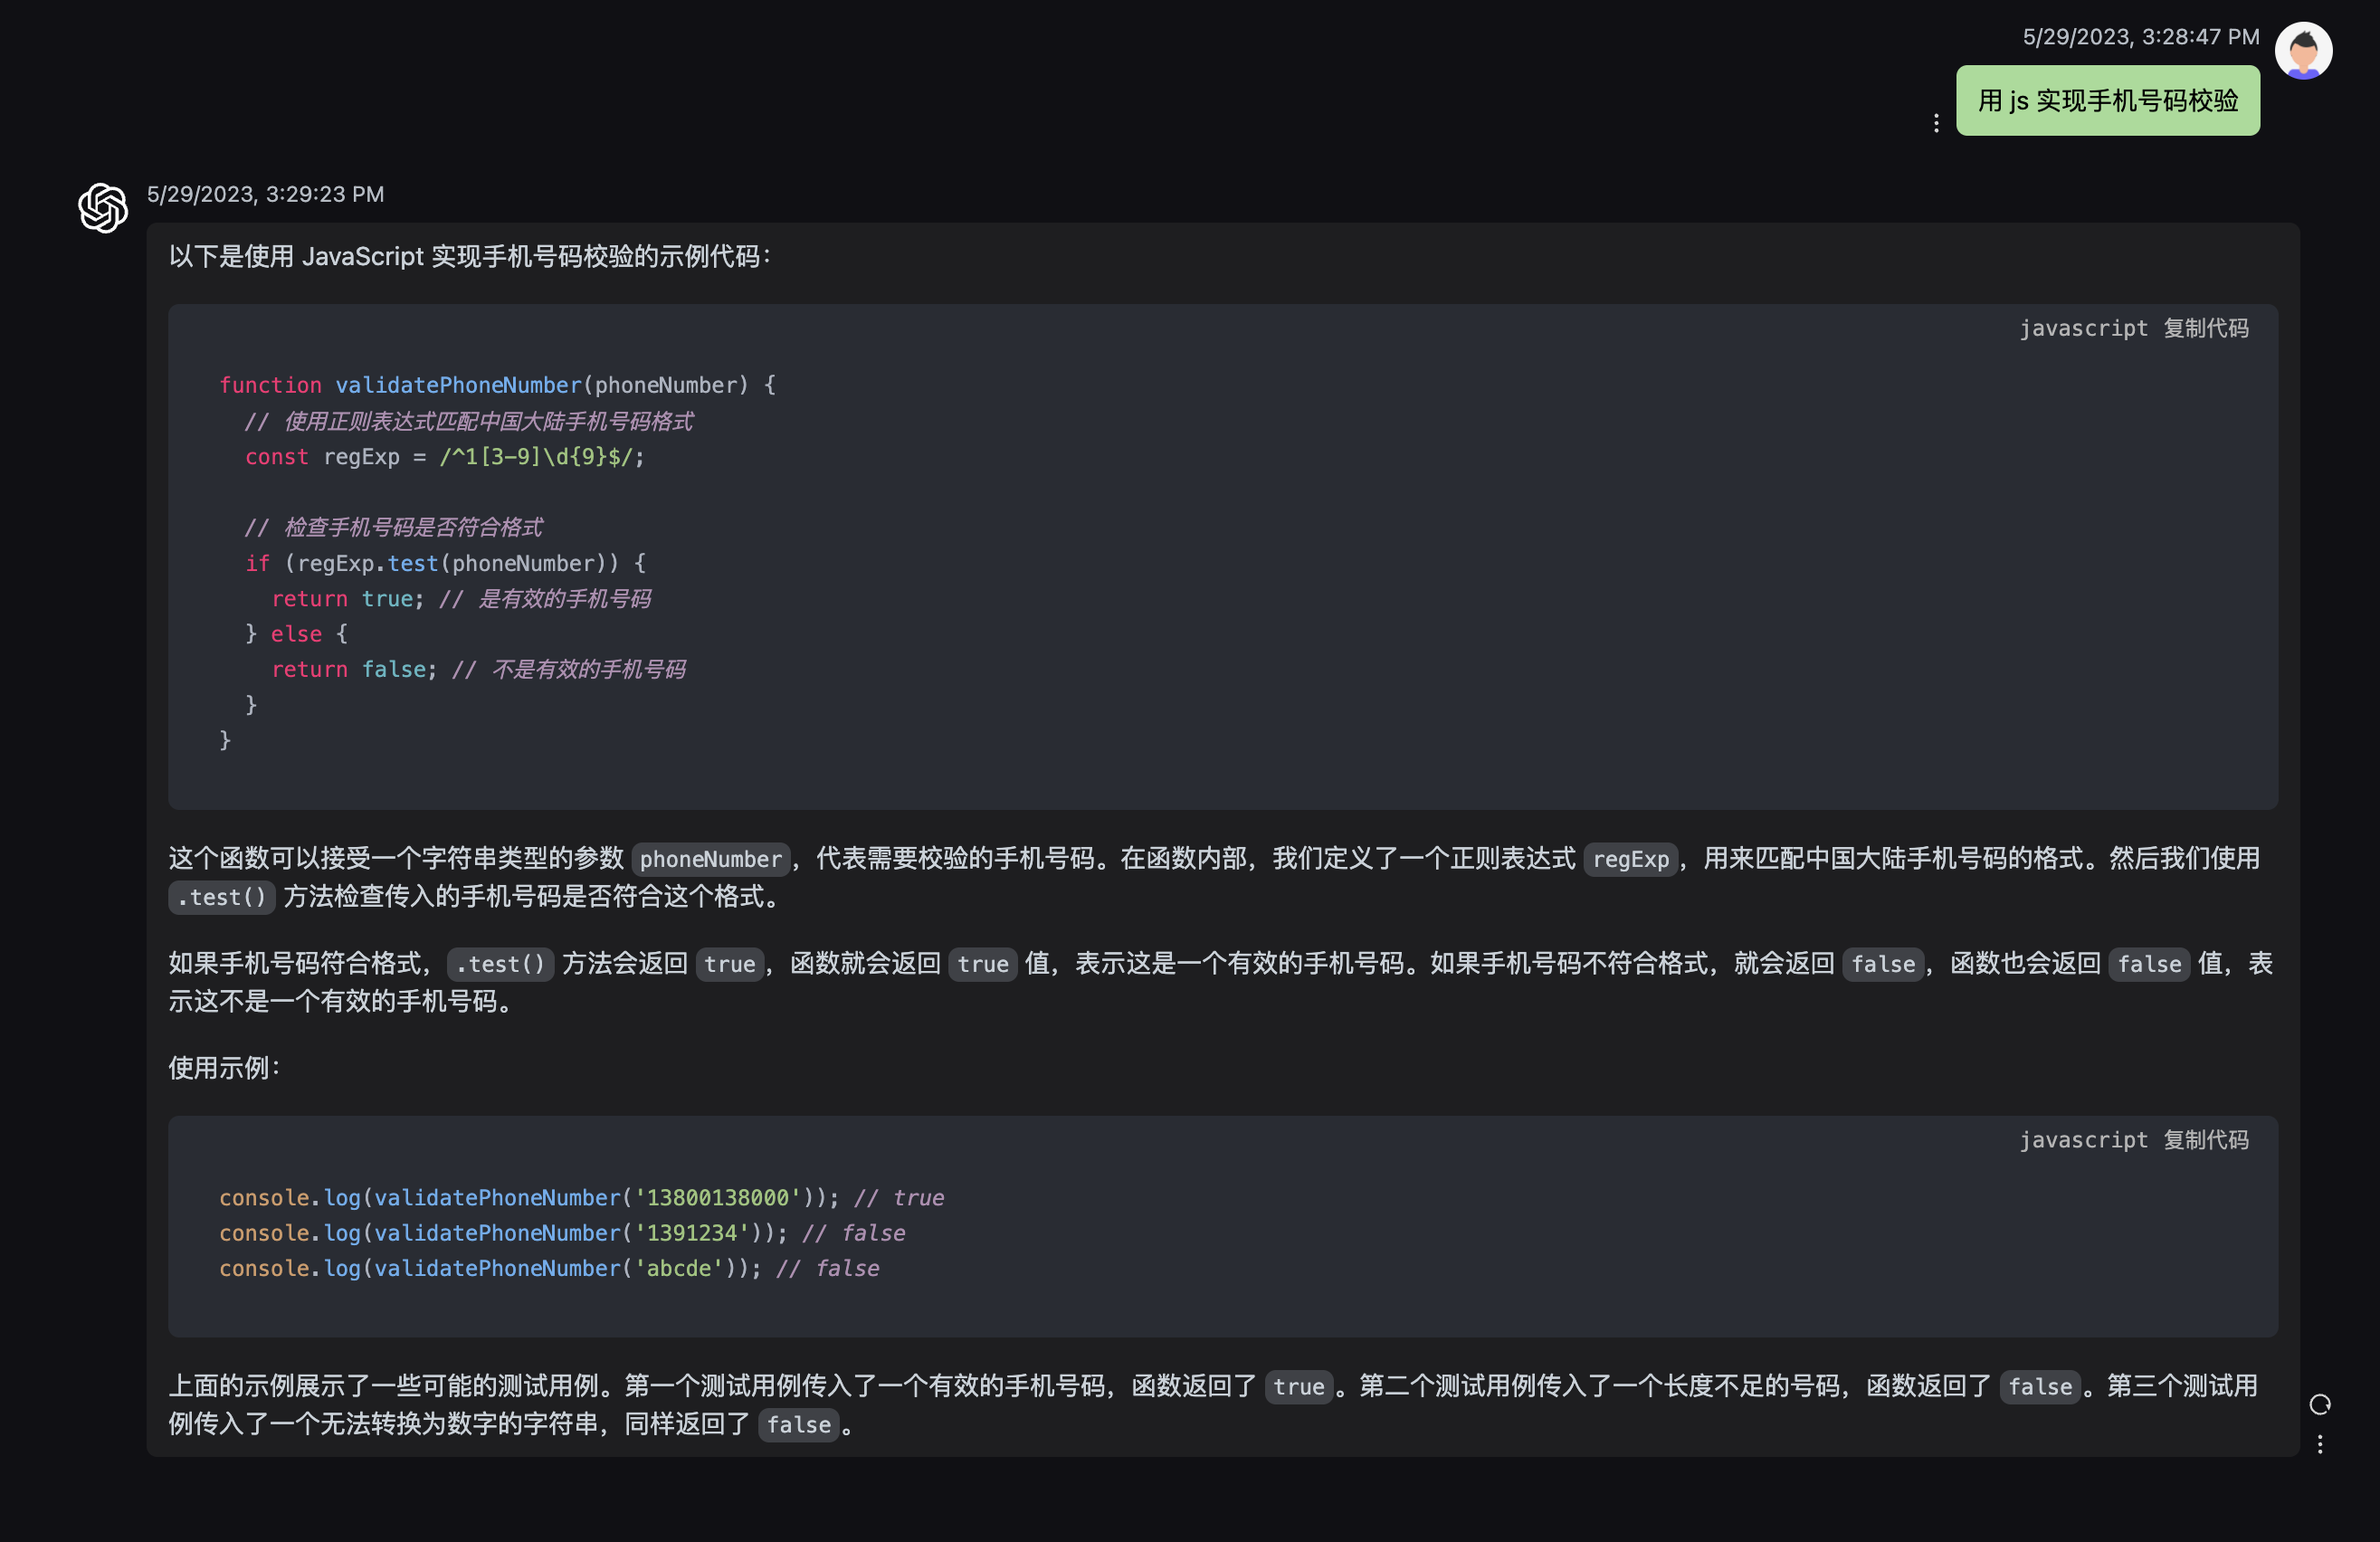 5/29/2023, 3:28:47 PM
用 js 实现手机号码校验
5/29/2023, 3:29:23 PM
以下是使用 JavaScript 实现手机号码校验的示例代码：
javascript 复制代码
function validatePhoneNumber(phoneNumber) {
  // 使用正则表达式匹配中国大陆手机号码格式
  const regExp = /^1[3-9]\d{9}$/;
  // 检查手机号码是否符合格式
  if (regExp.test(phoneNumber)) {
    return true; // 是有效的手机号码
  } else {
    return false; // 不是有效的手机号码
  }
}
这个函数可以接受一个字符串类型的参数 phoneNumber，代表需要校验的手机号码。在函数内部，我们定义了一个正则表达式 regExp，用来匹配中国大陆手机号码的格式。然后我们使用
.test() 方法检查传入的手机号码是否符合这个格式。
如果手机号码符合格式，.test() 方法会返回 true，函数就会返回 true 值，表示这是一个有效的手机号码。如果手机号码不符合格式，就会返回 false，函数也会返回 false 值，表
示这不是一个有效的手机号码。
使用示例：
javascript 复制代码
console.log(validatePhoneNumber('13800138000')); // true
console.log(validatePhoneNumber('1391234')); // false
console.log(validatePhoneNumber('abcde')); // false
上面的示例展示了一些可能的测试用例。第一个测试用例传入了一个有效的手机号码，函数返回了 true。第二个测试用例传入了一个长度不足的号码，函数返回了 false。第三个测试用
例传入了一个无法转换为数字的字符串，同样返回了 false。